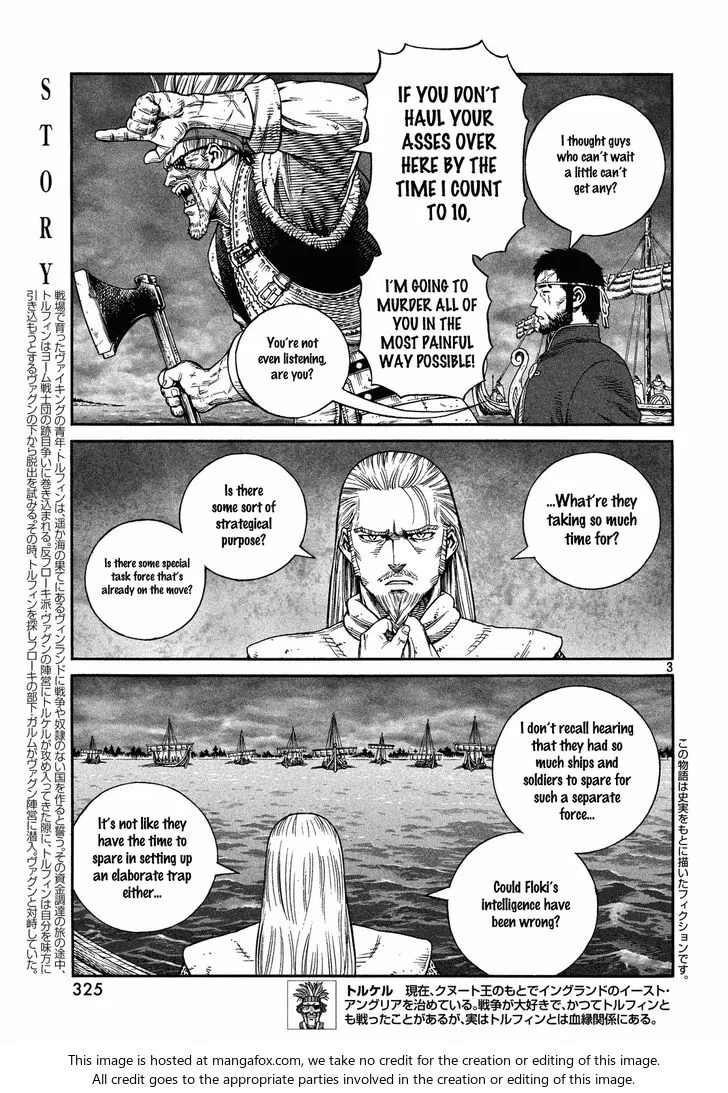 STORY
戦場で育ったヴァイキングの青年・トルフィンは、遥か海の果てにあるヴィンランドに戦争や奴隷のない国を作ると誓う。その資金調達の旅の途中、
トルフィンはヨーム戦士団の跡目争いに巻き込まれる。反フローキ派・ヴァグンの陣営にトルケルが攻め入ってきた隙に、トルフィンは自分を味方に
引き込もうとするヴァグンの下から脱出を試みる。その時、トルフィンを探しフローキの部下・ガルムがヴァグン陣営に潜入。ヴァグンと対峙していた。
I thought guys
who can't wait
a little can't
get any?
IF YOU DON'T
HAUL YOUR
ASSES OVER
HERE BY THE
TIME I COUNT
TO 10,
I'M GOING TO
MURDER ALL OF
YOU IN THE
MOST PAINFUL
WAY POSSIBLE!
You're not
even listening,
are you?
...What're they
taking so much
time for?
Is there
some sort of
strategical
purpose?
Is there some special
task force that's
already on the move?
3
I don't recall hearing
that they had so
much ships and
soldiers to spare for
such a separate
force...
It's not like they
have the time to
spare in setting up
an elaborate trap
either...
Could Floki's
intelligence have
been wrong?
この物語は史実をもとに描いたフィクションです。
325
トルケル 現在、クヌート王のもとでイングランドのイースト・
アングリアを治めている。戦争が大好きで、かつてトルフィンと
も戦ったことがあるが、実はトルフィンとは血縁関係にある。
This image is hosted at mangafox.com, we take no credit for the creation or editing of this image.
All credit goes to the appropriate parties involved in the creation or editing of this image.